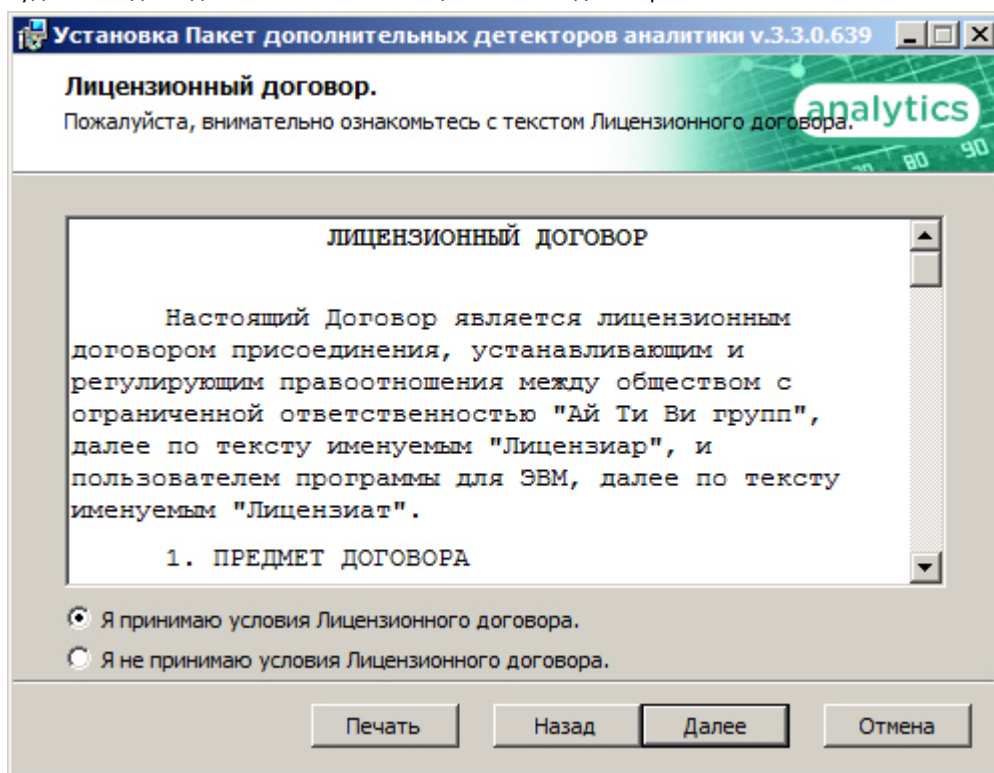 Установка Пакет дополнительных детекторов аналитики v.3.3.0.639
Лицензионный договор.
Пожалуйста, внимательно ознакомьтесь с текстом Лицензионного договора.
analytics
80 90
ЛИЦЕНЗИОННЫЙ ДОГОВОР
Настоящий Договор является лицензионным
договором присоединения, устанавливающим и
регулирующим правоотношения между обществом с
ограниченной ответственностью "Ай Ти Ви групп",
далее по тексту именуемым "Лицензиар", и
пользователем программы для ЭВМ, далее по тексту
именуемым "Лицензиат".
1. ПРЕДМЕТ ДОГОВОРА
Я принимаю условия Лицензионного договора.
Я не принимаю условия Лицензионного договора.
Печать Назад Далее Отмена